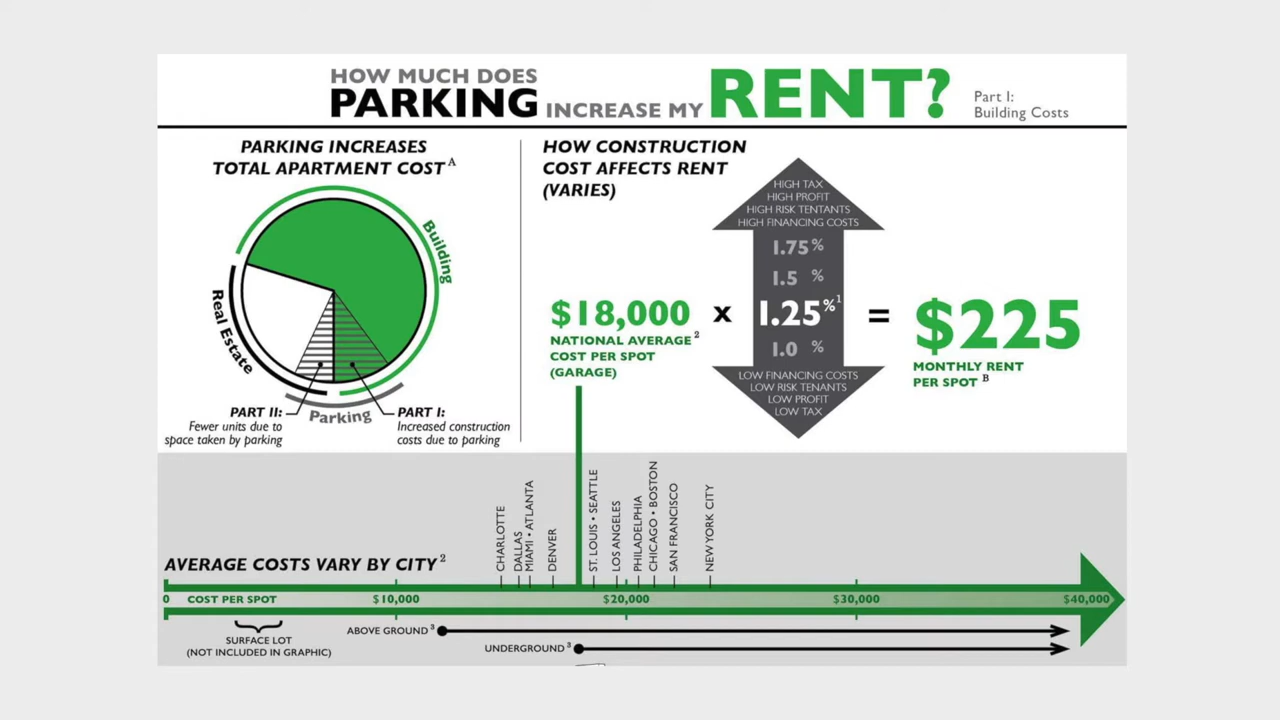 HOW MUCH DOES
PARKING INCREASE MY RENT?
Part I:
Building Costs
PARKING INCREASES
TOTAL APARTMENT COST A
Building
Real Estate
Parking
PART II:
Fewer units due to
space taken by parking
PART I:
Increased construction
costs due to parking
HOW CONSTRUCTION
COST AFFECTS RENT
(VARIES)
HIGH TAX
HIGH PROFIT
HIGH RISK TENTANTS
HIGH FINANCING COSTS
1.75 %
1.5 %
$18,000 x 1.25%1 = $225
1.0 %
NATIONAL AVERAGE 2
COST PER SPOT
(GARAGE)
LOW FINANCING COSTS
LOW RISK TENANTS
LOW PROFIT
LOW TAX
MONTHLY RENT
PER SPOT B
AVERAGE COSTS VARY BY CITY 2
CHARLOTTE
DALLAS
MIAMI • ATLANTA
DENVER
ST. LOUIS • SEATTLE
LOS ANGELES
PHILADELPHIA
CHICAGO • BOSTON
SAN FRANCISCO
NEW YORK CITY
0 COST PER SPOT $10,000 $20,000 $30,000 $40,000
SURFACE LOT
(NOT INCLUDED IN GRAPHIC)
ABOVE GROUND 3
UNDERGROUND 3